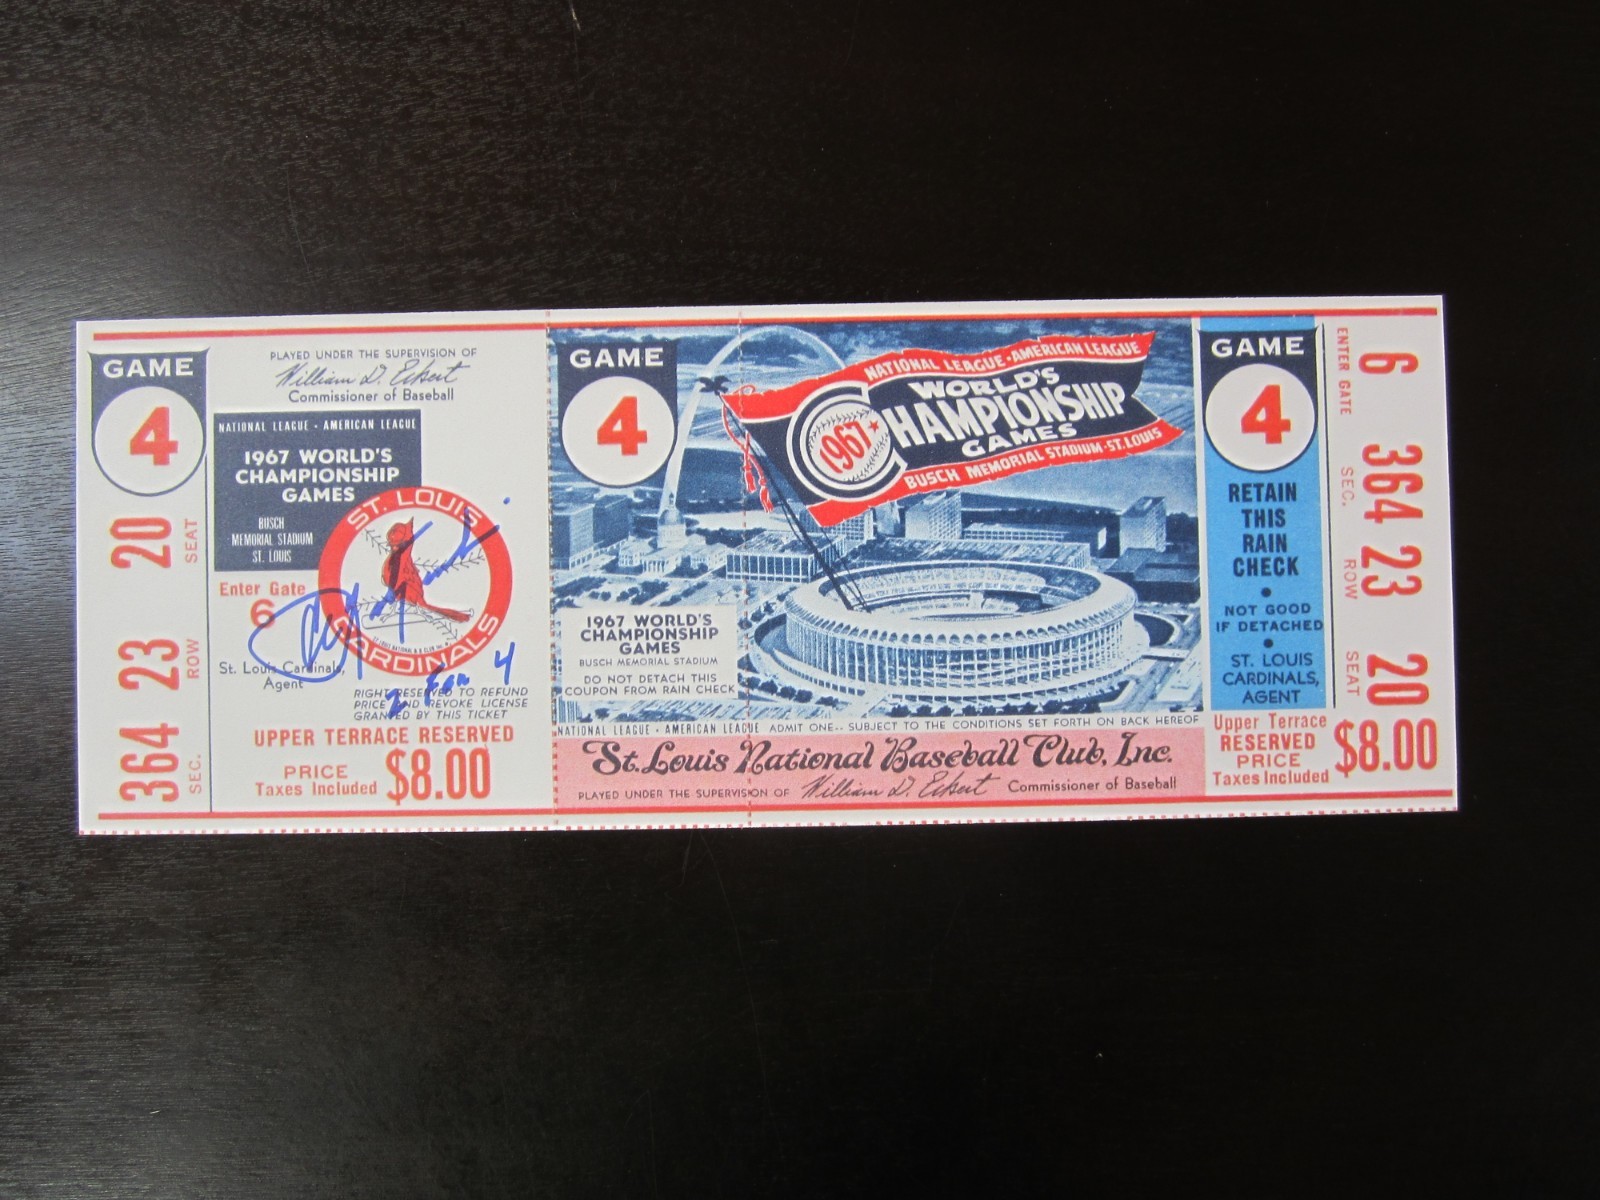 GAME
4
20 SEAT
23 ROW
364 SEC.
PLAYED UNDER THE SUPERVISION OF
William D. Eckert
Commissioner of Baseball
NATIONAL LEAGUE · AMERICAN LEAGUE
1967 WORLD'S
CHAMPIONSHIP
GAMES
BUSCH
MEMORIAL STADIUM
ST. LOUIS
Enter Gate
6
ST. LOUIS
CARDINALS
St. Louis Cardinals,
Agent
4
RIGHT RESERVED TO REFUND
PRICE AND REVOKE LICENSE
GRANTED BY THIS TICKET
UPPER TERRACE RESERVED
PRICE
Taxes Included $8.00
GAME
4
NATIONAL LEAGUE · AMERICAN LEAGUE
WORLD'S
CHAMPIONSHIP
GAMES
1967
BUSCH MEMORIAL STADIUM · ST. LOUIS
1967 WORLD'S
CHAMPIONSHIP
GAMES
BUSCH MEMORIAL STADIUM
DO NOT DETACH THIS
COUPON FROM RAIN CHECK
NATIONAL LEAGUE · AMERICAN LEAGUE ADMIT ONE -- SUBJECT TO THE CONDITIONS SET FORTH ON BACK HEREOF
St. Louis National Baseball Club, Inc.
PLAYED UNDER THE SUPERVISION OF William D. Eckert Commissioner of Baseball
GAME
4
RETAIN
THIS
RAIN
CHECK
•
NOT GOOD
IF DETACHED
•
ST. LOUIS
CARDINALS,
AGENT
Upper Terrace
RESERVED
PRICE
Taxes Included
$8.00
ENTER GATE 6
SEC. 364
ROW 23
SEAT 20